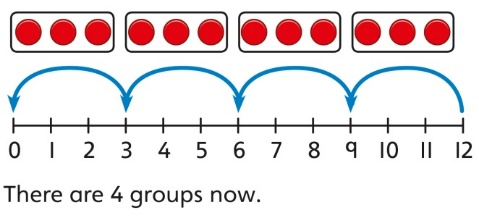 0 1 2 3 4 5 6 7 8 9 10 11 12
There are 4 groups now.